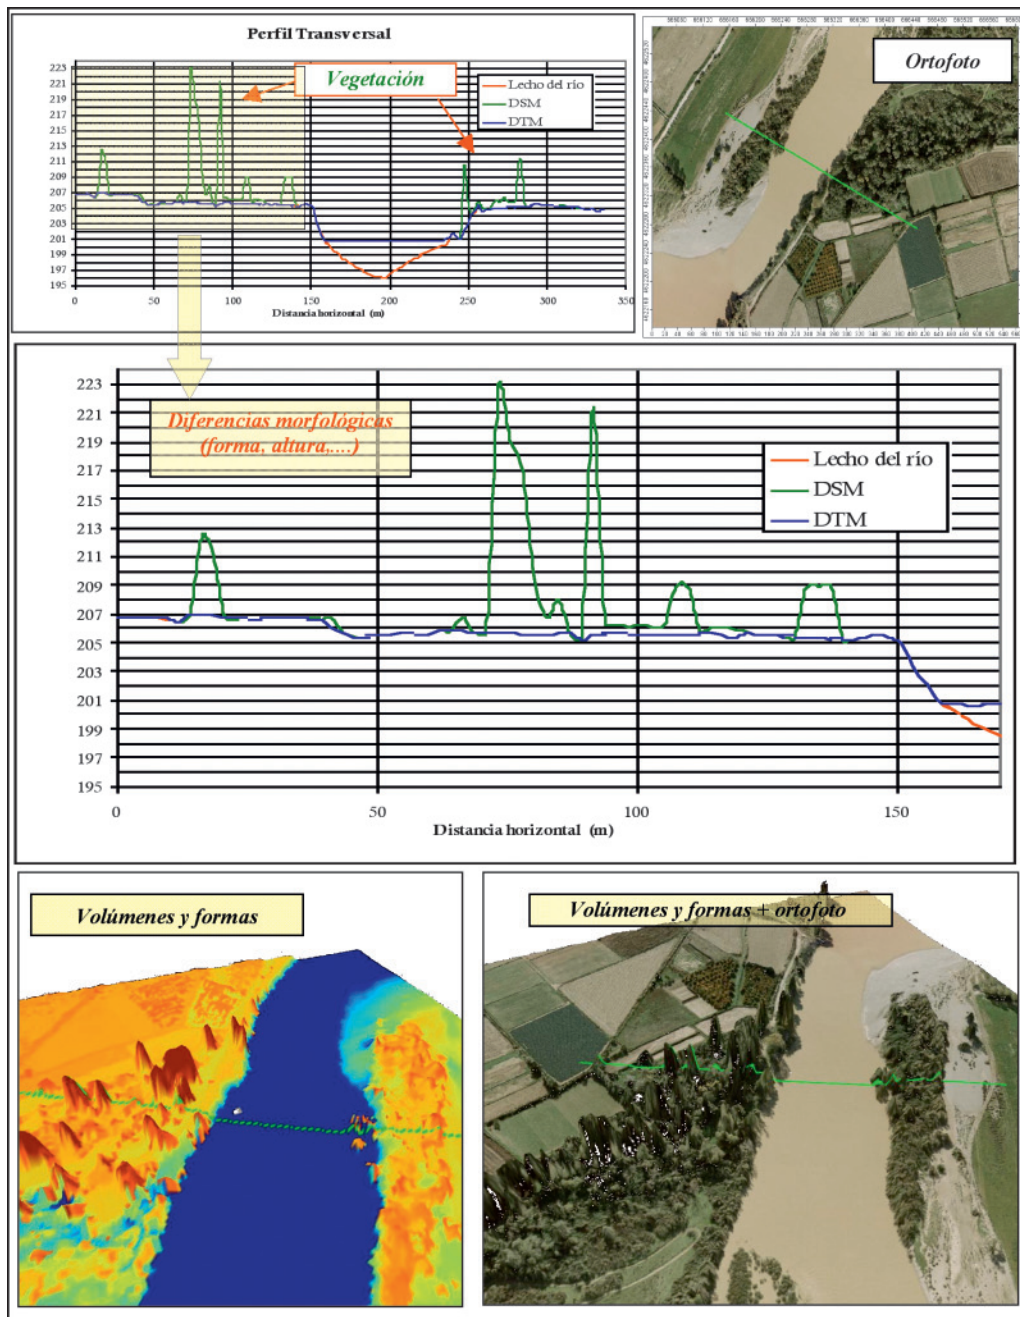 Perfil Transversal
223
221
219
217
215
213
211
209
207
205
203
201
199
197
195
0
50
100
150
200
250
300
350
Distancia horizontal (m)
Vegetación
Lecho del río
DSM
DTM
Ortofoto
Diferencias morfológicas
(forma, altura,....)
223
221
219
217
215
213
211
209
207
205
203
201
199
197
195
0
50
100
150
Distancia horizontal (m)
Lecho del río
DSM
DTM
Volúmenes y formas
Volúmenes y formas + ortofoto